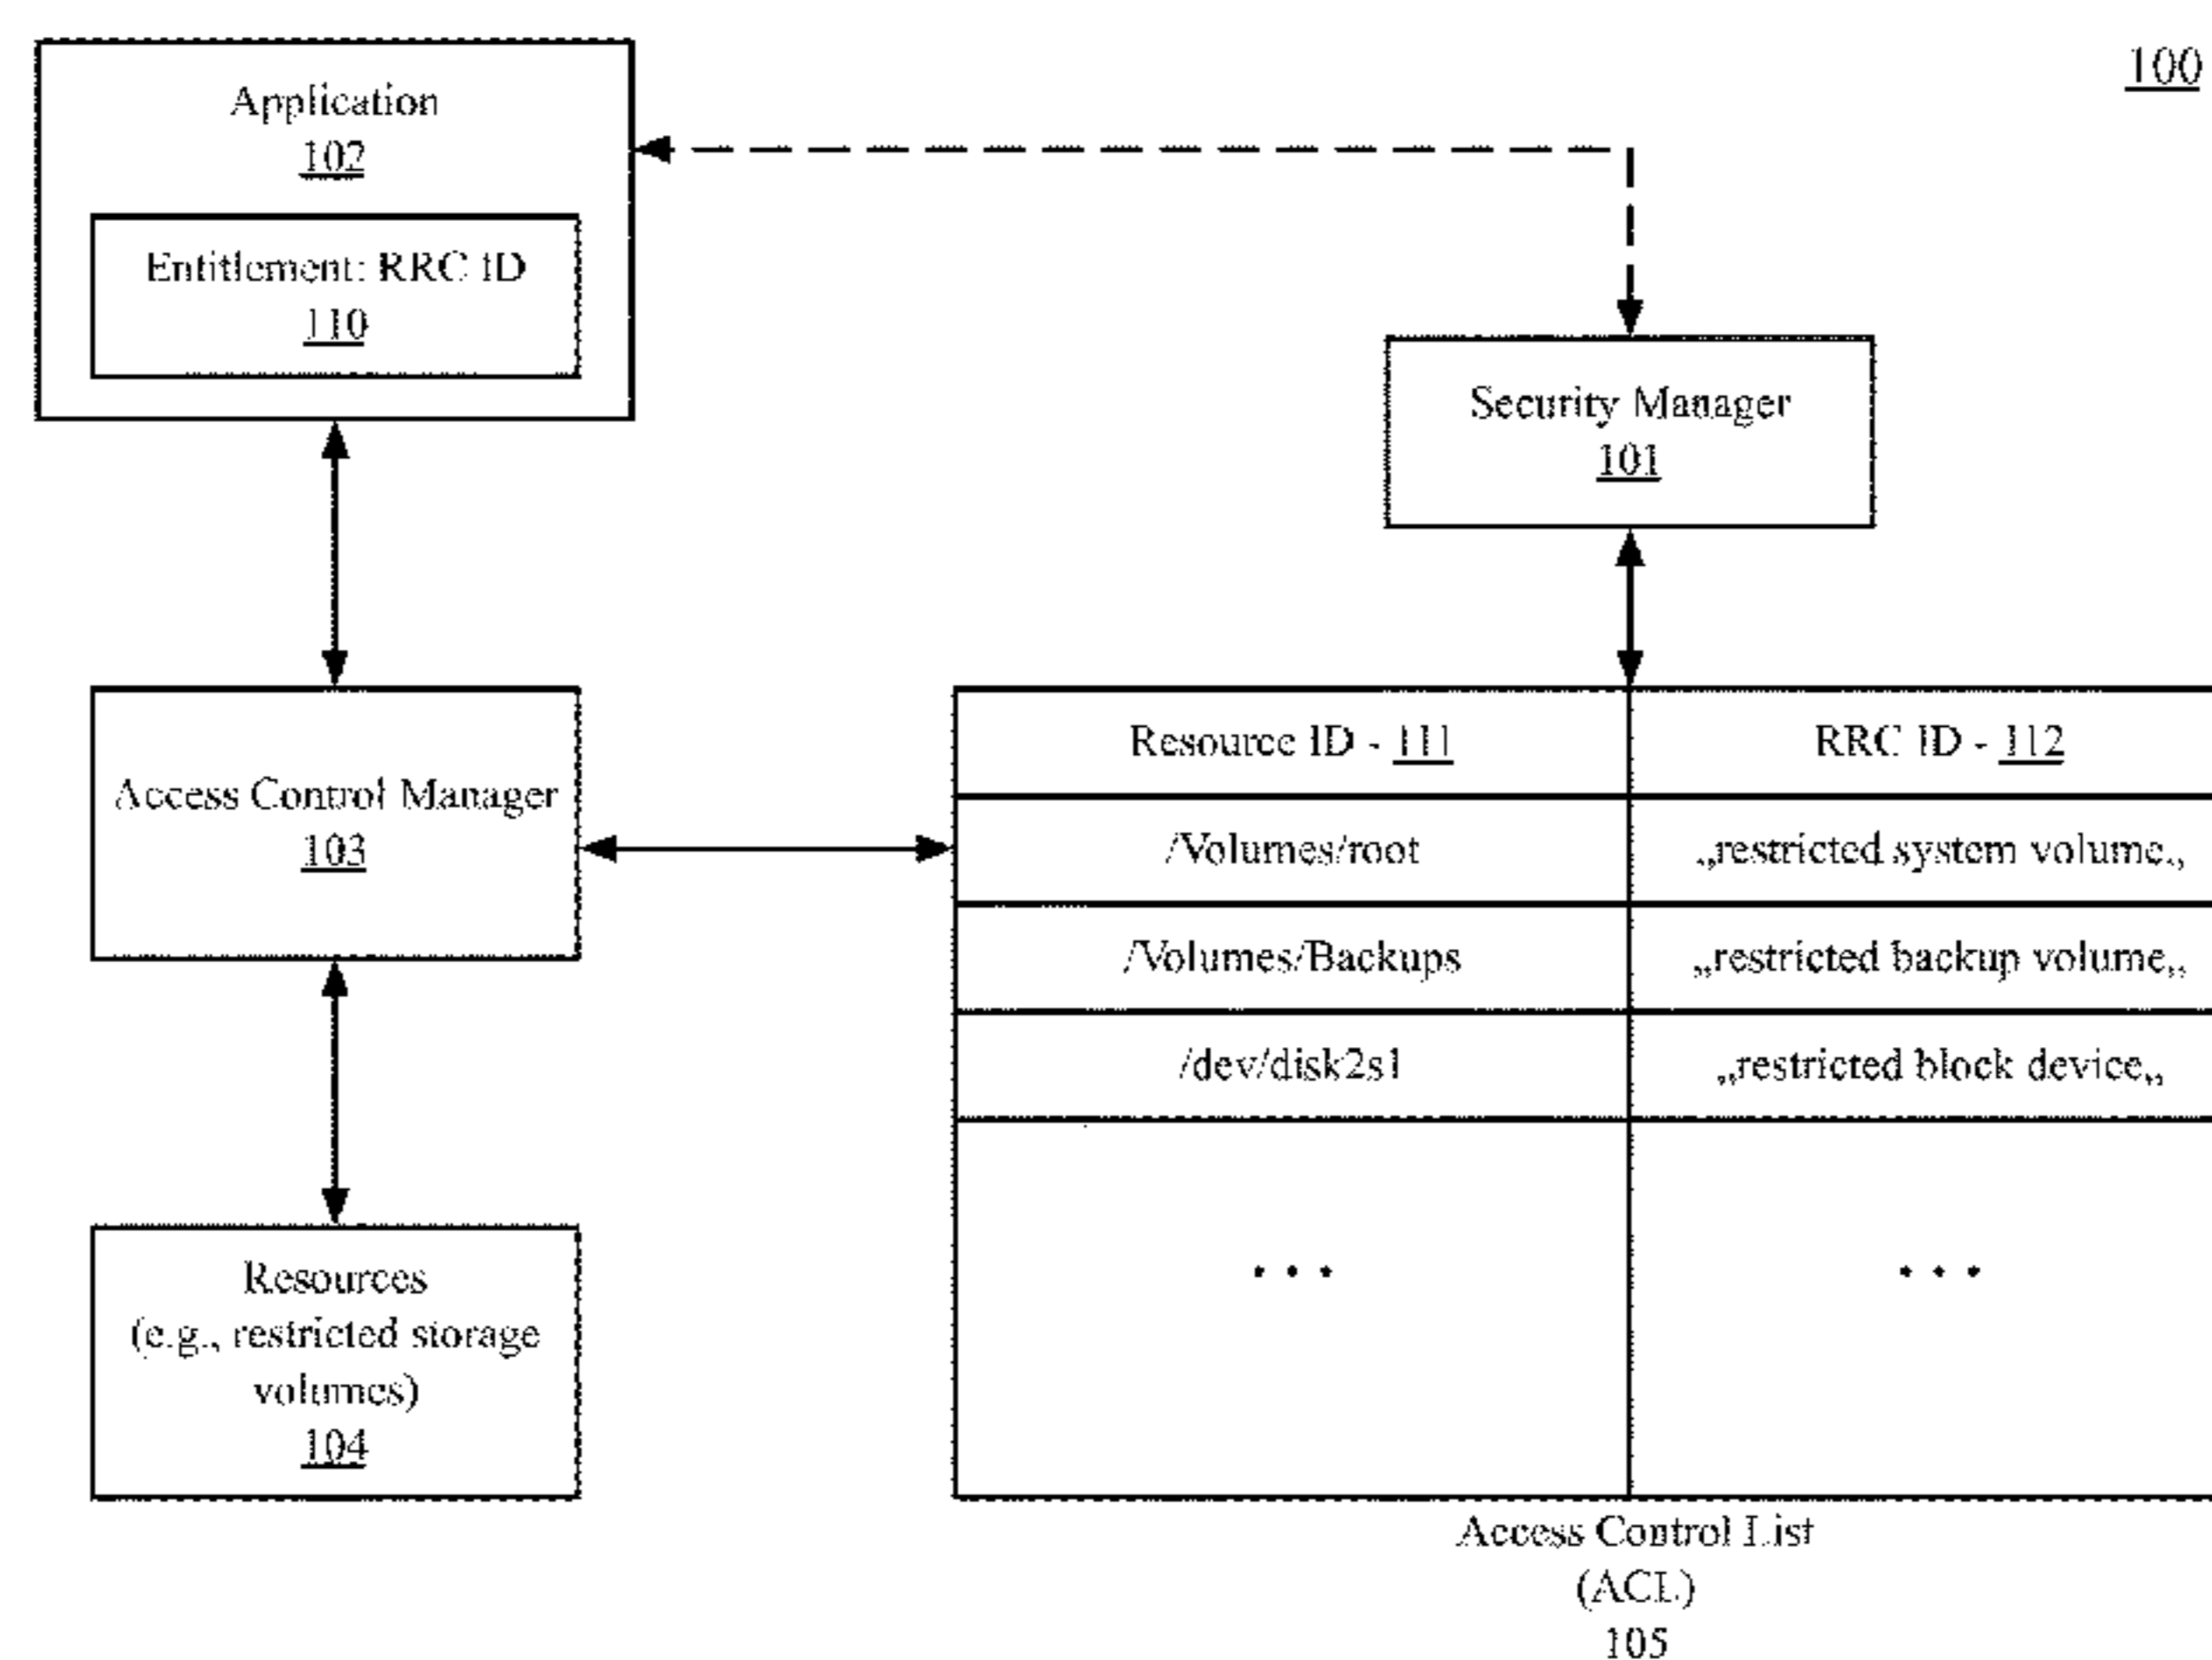 100
Application
102
Entitlement: RRC ID
110
Security Manager
101
Access Control Manager
103
Resource ID - 111
RRC ID - 112
/Volumes/root
„restricted system volume„
/Volumes/Backups
„restricted backup volume„
/dev/disk2s1
„restricted block device„
• • •
• • •
Resources
(e.g., restricted storage
volumes)
104
Access Control List
(ACL)
105